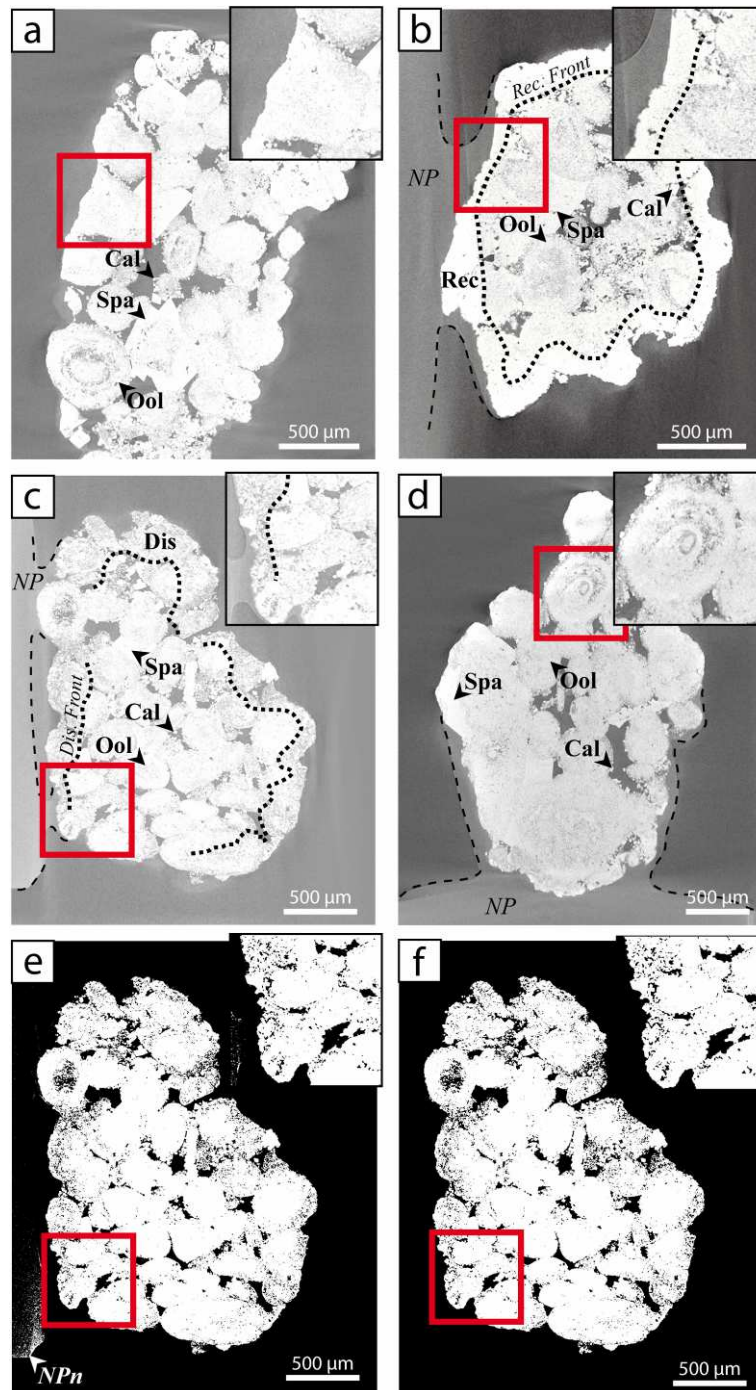 a
Cal
Spa
Ool
500 µm
b
Rec. Front
NP
Ool
Spa
Cal
Rec
500 µm
c
NP
Dis
Spa
Cal
Ool
Dis. Front
500 µm
d
Spa
Ool
Cal
NP
500 µm
e
NPn
500 µm
f
500 µm